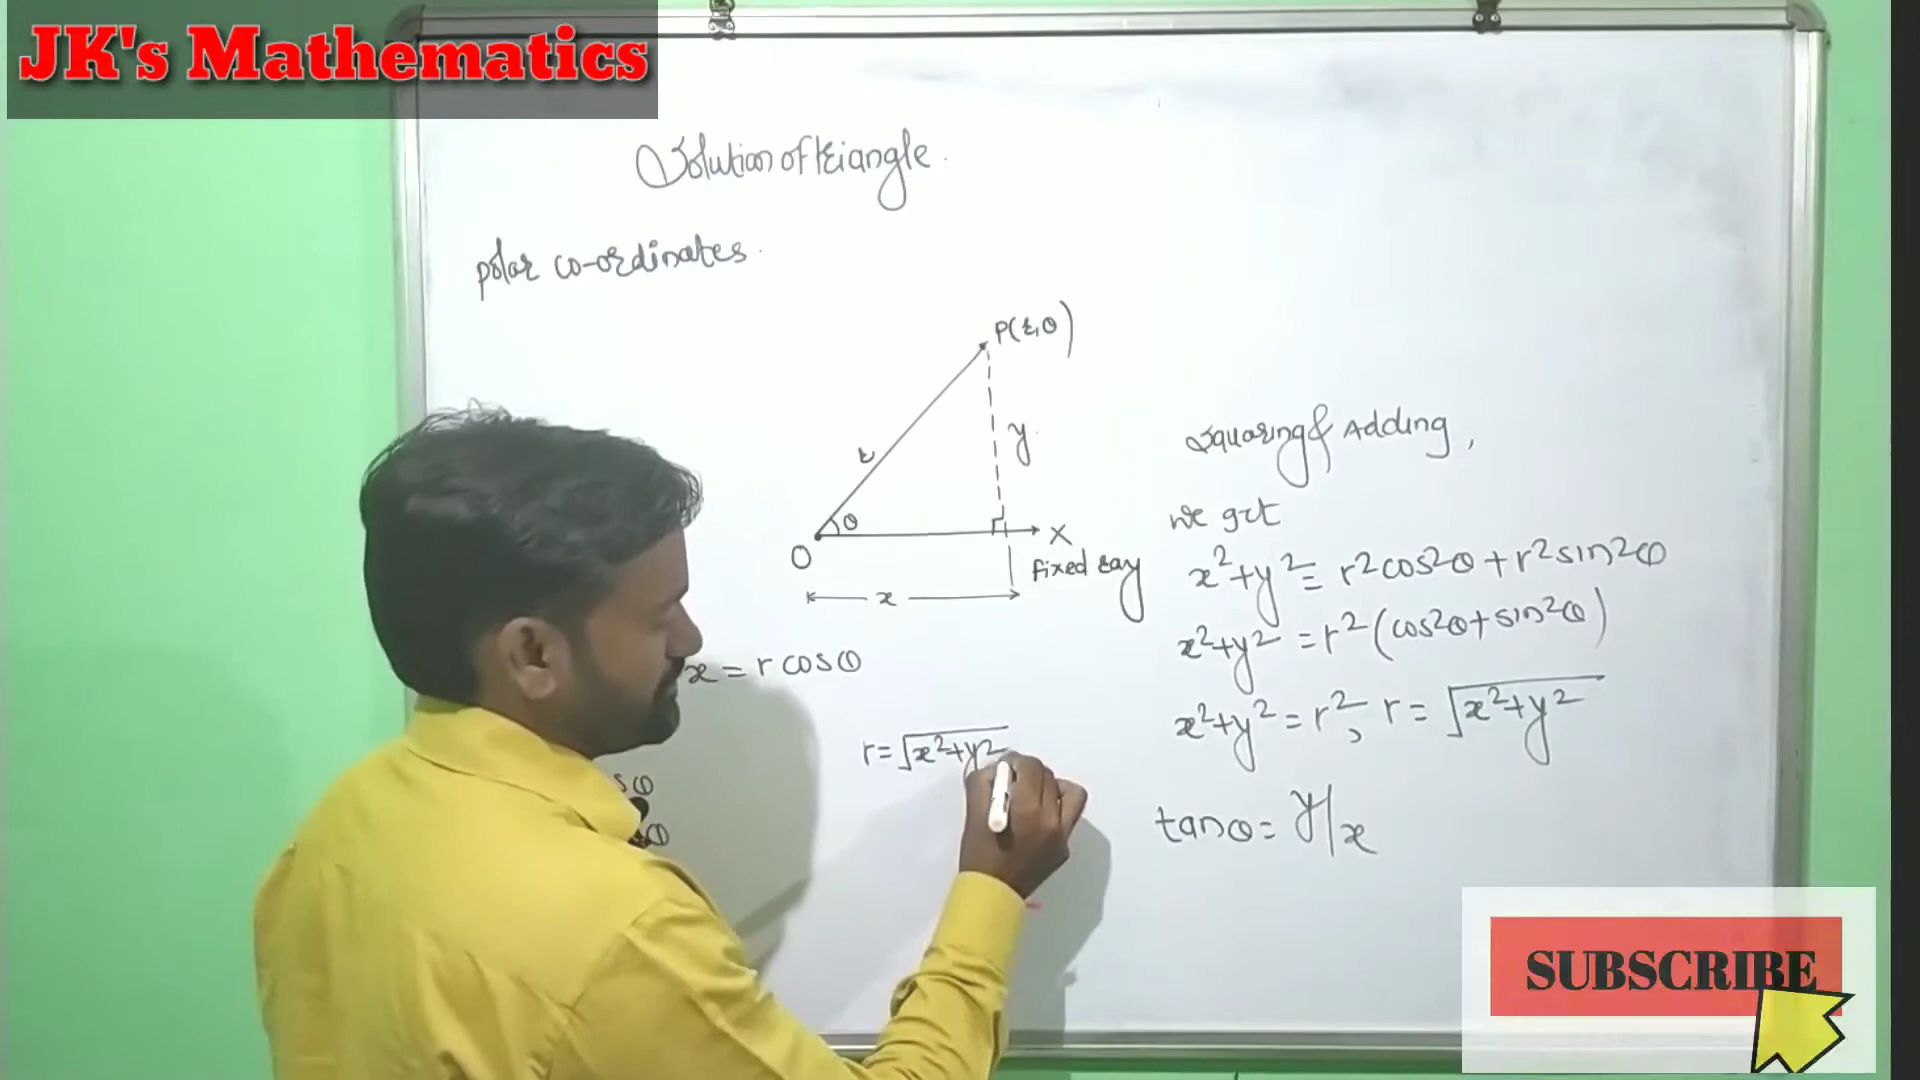 JK's Mathematics
Solution of triangle.
polar co-ordinates.
P(r,θ)
r
y.
θ
O
X
fixed ray
x
x = r cosθ
r = √x²+y²
Squaring & Adding,
we get
x²+y² = r²cos²θ + r²sin²θ
x²+y² = r²(cos²θ + sin²θ)
x²+y² = r², r = √x²+y²
tanθ = y/x
SUBSCRIBE